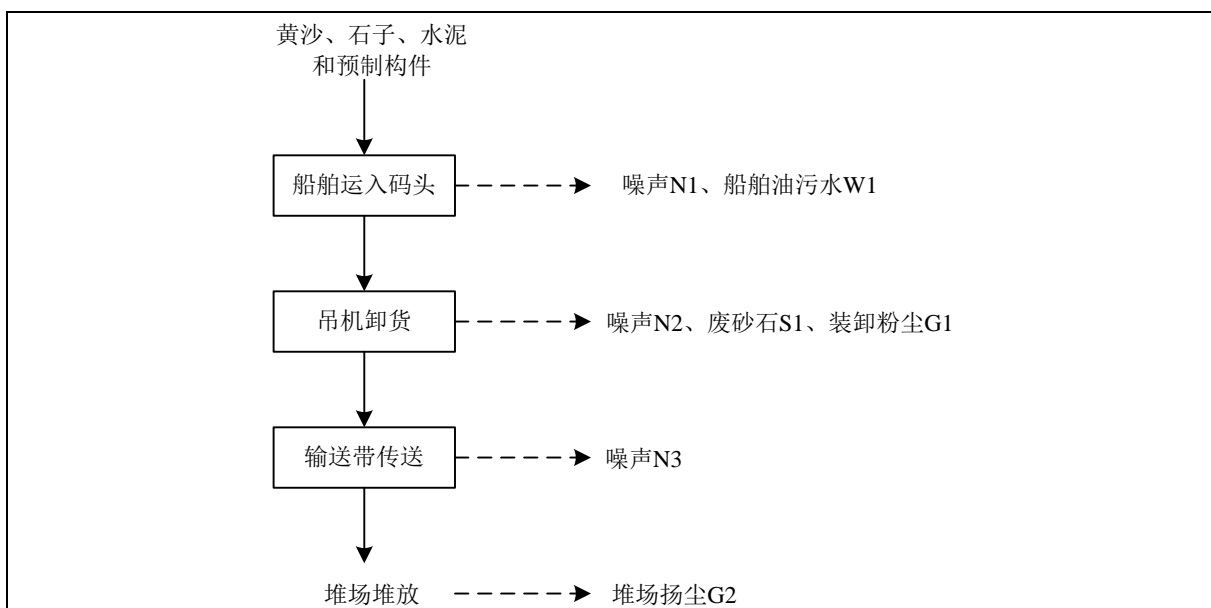 黄沙、石子、水泥
和预制构件
船舶运入码头
噪声N1、船舶油污水W1
吊机卸货
噪声N2、废砂石S1、装卸粉尘G1
输送带传送
噪声N3
堆场堆放
堆场扬尘G2